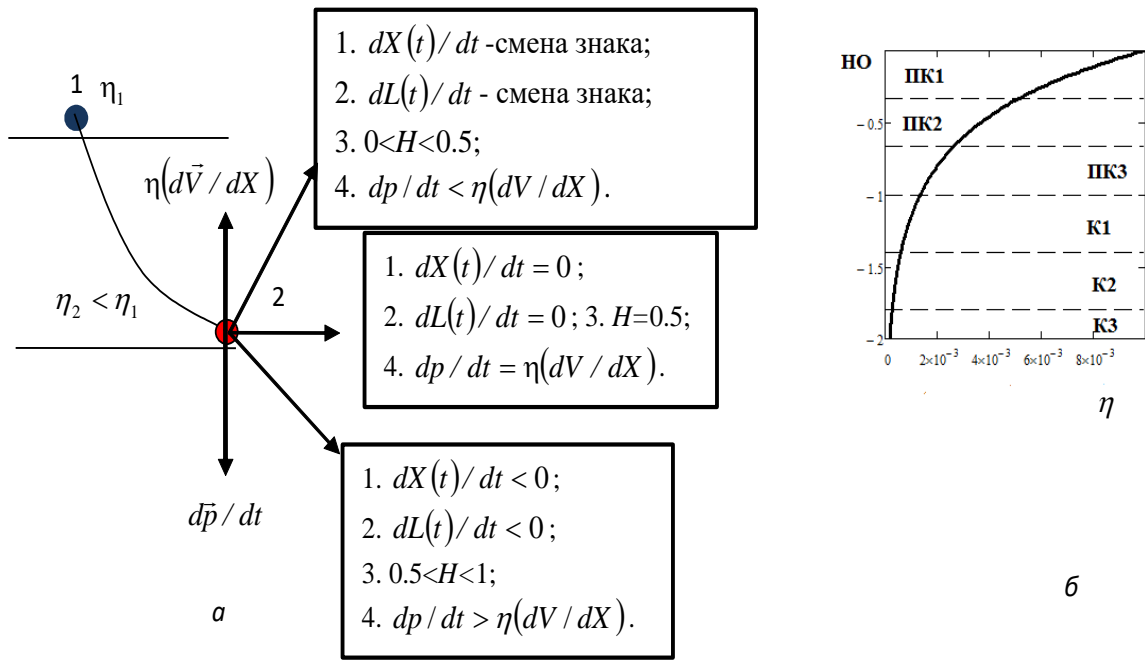 1. dX(t)/dt -смена знака;
2. dL(t)/dt - смена знака;
3. 0<H<0.5;
4. dp/dt < η(dV/dX).
1 η₁
η(dV⃗/dX)
η₂ < η₁
2
1. dX(t)/dt = 0;
2. dL(t)/dt = 0; 3. H=0.5;
4. dp/dt = η(dV/dX).
dp⃗/dt
1. dX(t)/dt < 0;
2. dL(t)/dt < 0;
3. 0.5<H<1;
4. dp/dt > η(dV/dX).
а
НО
ПК1
ПК2
-0.5
ПК3
-1
К1
-1.5
К2
К3
-2
0 2×10⁻³ 4×10⁻³ 6×10⁻³ 8×10⁻³
η
б